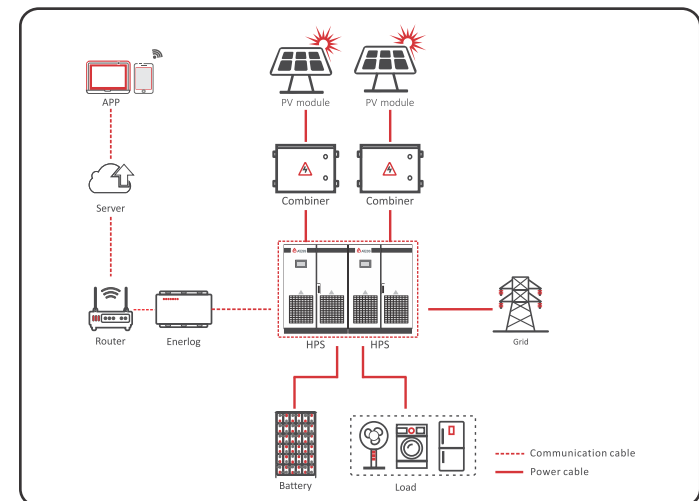 APP
PV module
PV module
Server
Combiner
Combiner
Router
Enerlog
HPS
HPS
Grid
Battery
Load
Communication cable
Power cable